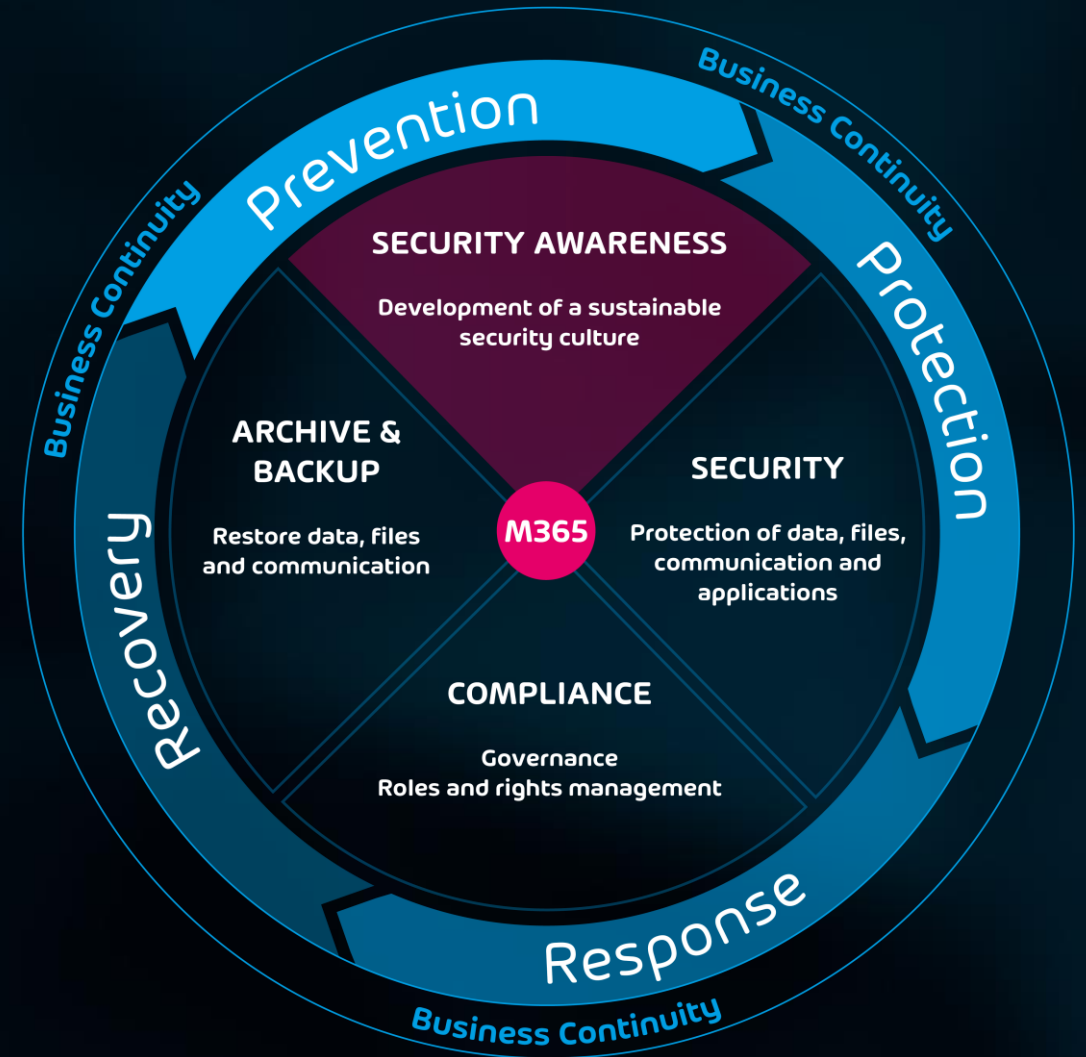 Business Continuity
Prevention
Business Continuity
Protection
SECURITY AWARENESS
Development of a sustainable
security culture
ARCHIVE &
BACKUP
Restore data, files
and communication
M365
SECURITY
Protection of data, files,
communication and
applications
COMPLIANCE
Governance
Roles and rights management
Recovery
Response
Business Continuity